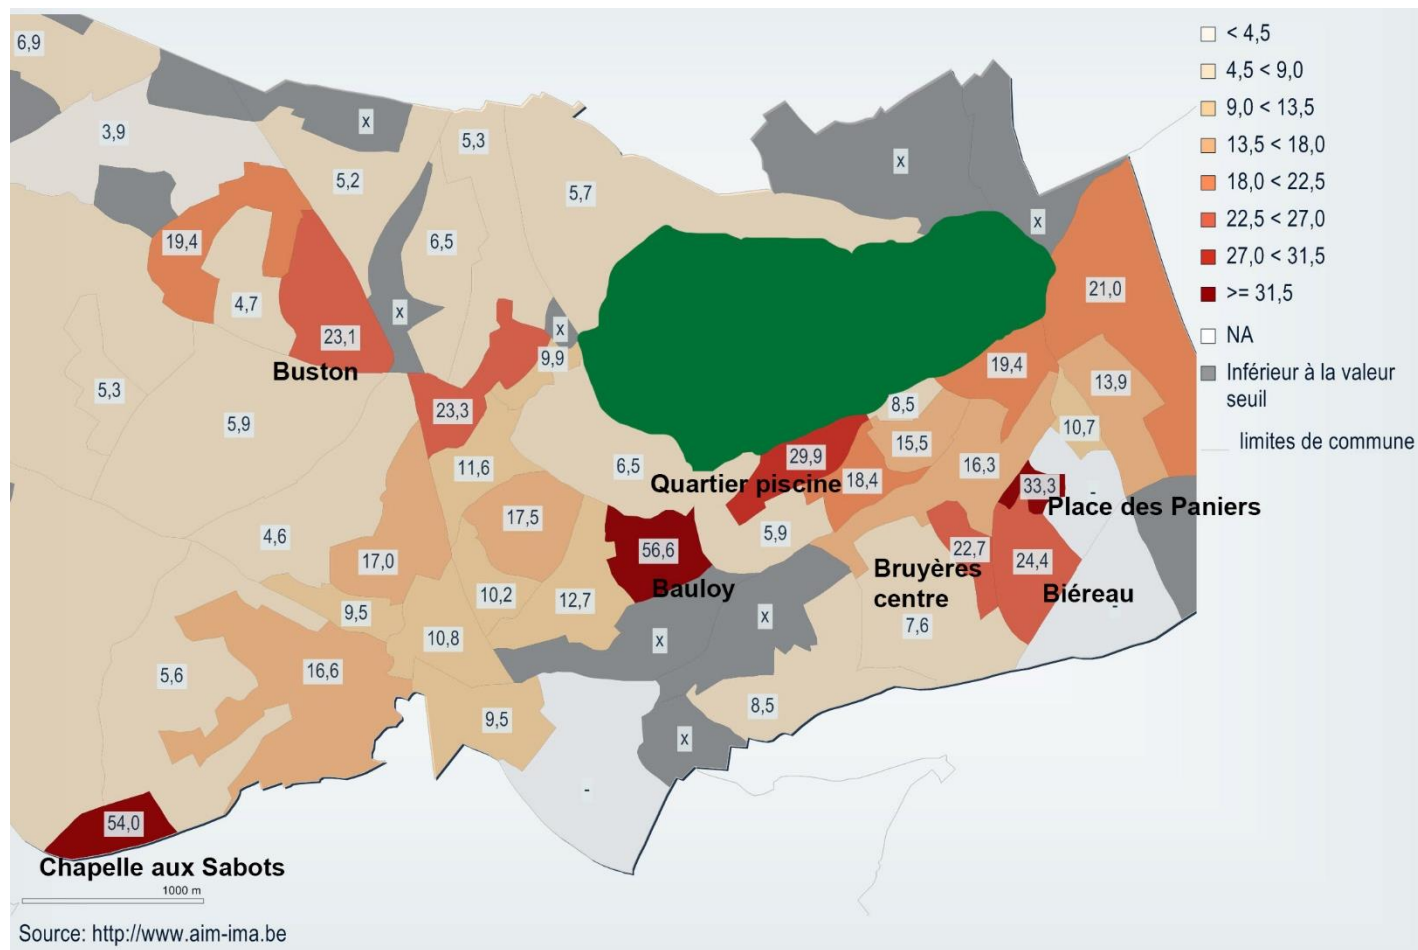 6,9
< 4,5
4,5 < 9,0
9,0 < 13,5
13,5 < 18,0
18,0 < 22,5
22,5 < 27,0
27,0 < 31,5
>= 31,5
NA
Inférieur à la valeur
seuil
limites de commune
3,9
x
5,3
5,2
5,7
x
19,4
6,5
x
4,7
21,0
23,1
x
x
Buston
9,9
19,4
13,9
5,3
5,9
23,3
8,5
10,7
11,6
6,5
29,9
15,5
16,3
Quartier piscine
18,4
33,3
-
Place des Paniers
17,5
4,6
17,0
56,6
5,9
22,7
24,4
Bauloy
Bruyères
centre
Biéreau
-
9,5
10,2
12,7
10,8
x
x
7,6
5,6
16,6
9,5
8,5
x
-
54,0
Chapelle aux Sabots
1000 m
Source: http://www.aim-ima.be